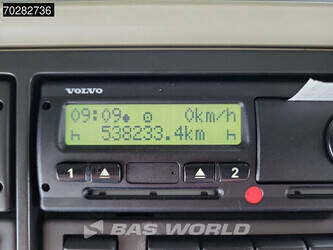 70282736
VOLVO
09:09 0km/h
h 538233.4km h
1 2
BAS WORLD